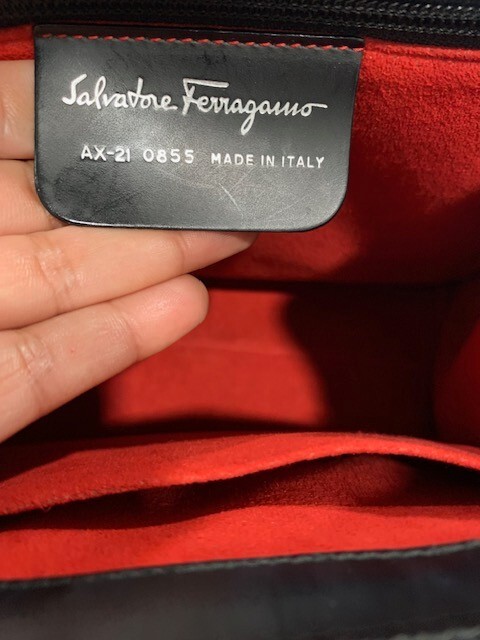 Salvatore Ferragamo
AX-21 0855 MADE IN ITALY